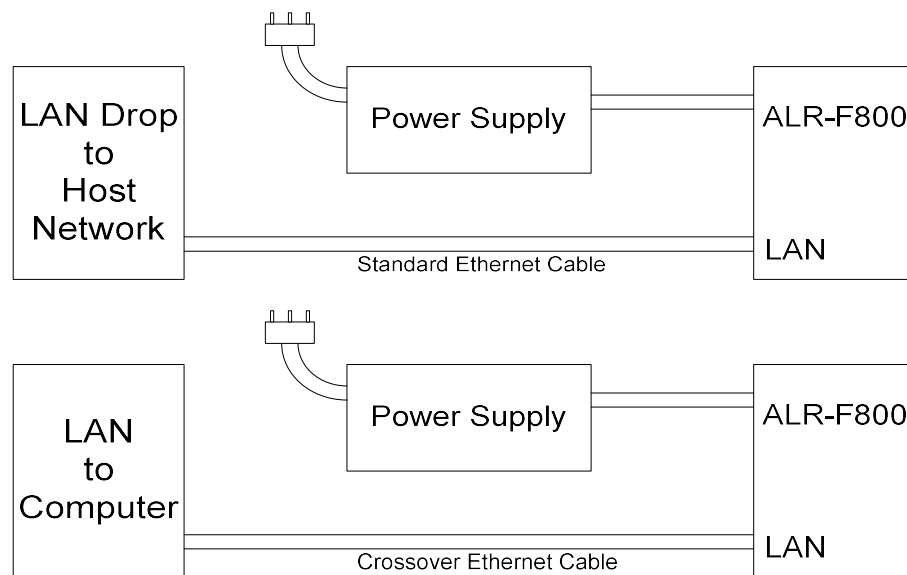 LAN Drop
to
Host
Network
Power Supply
ALR-F800
LAN
Standard Ethernet Cable
LAN
to
Computer
Power Supply
ALR-F800
LAN
Crossover Ethernet Cable